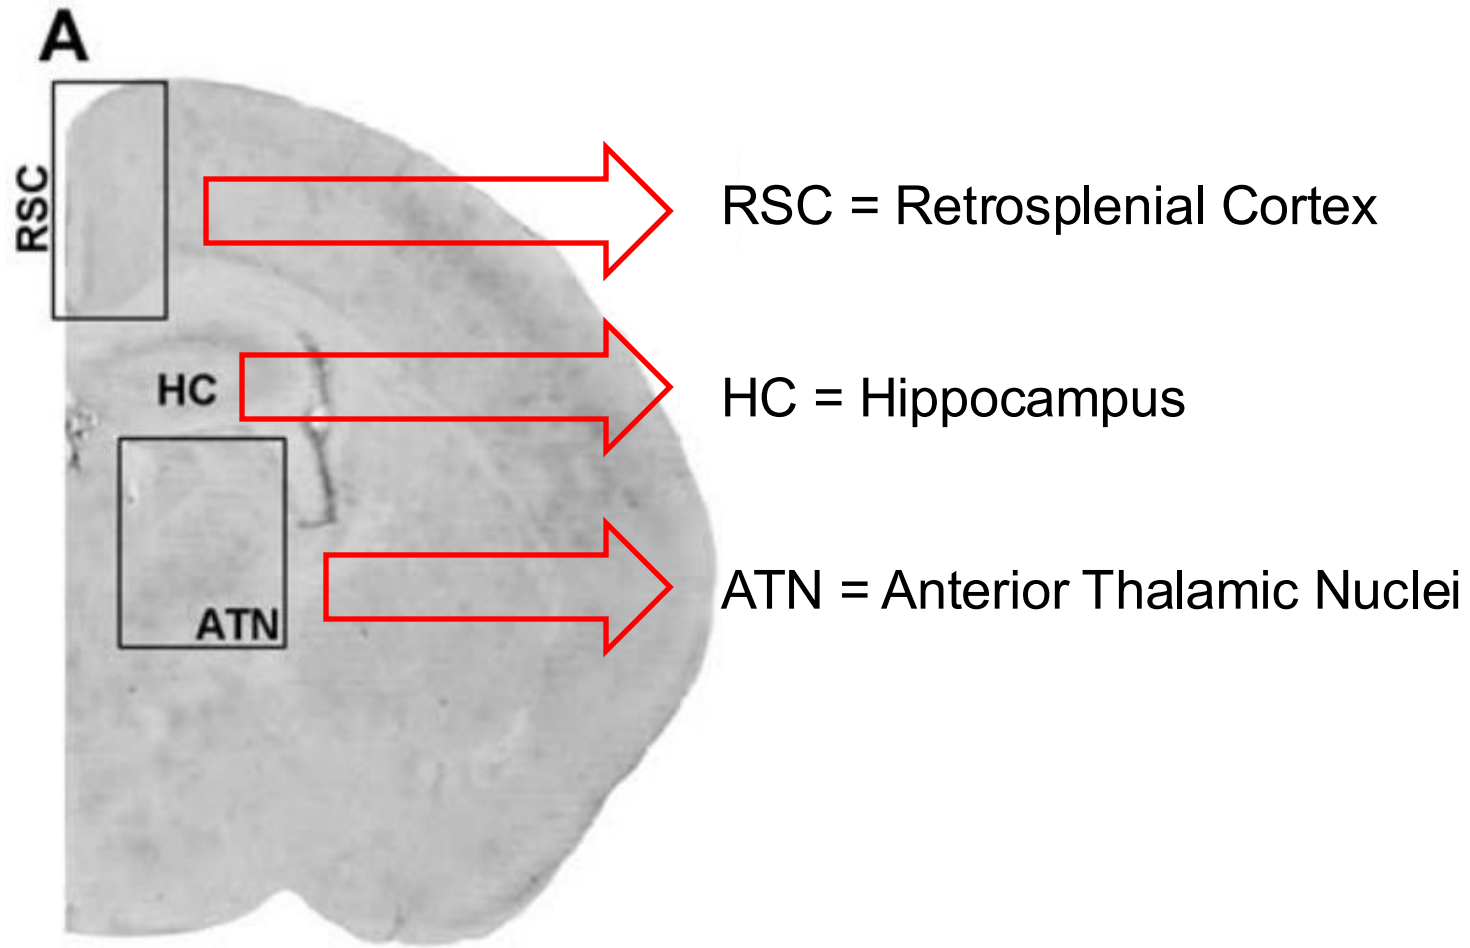 A
RSC
RSC = Retrosplenial Cortex
HC
HC = Hippocampus
ATN
ATN = Anterior Thalamic Nuclei